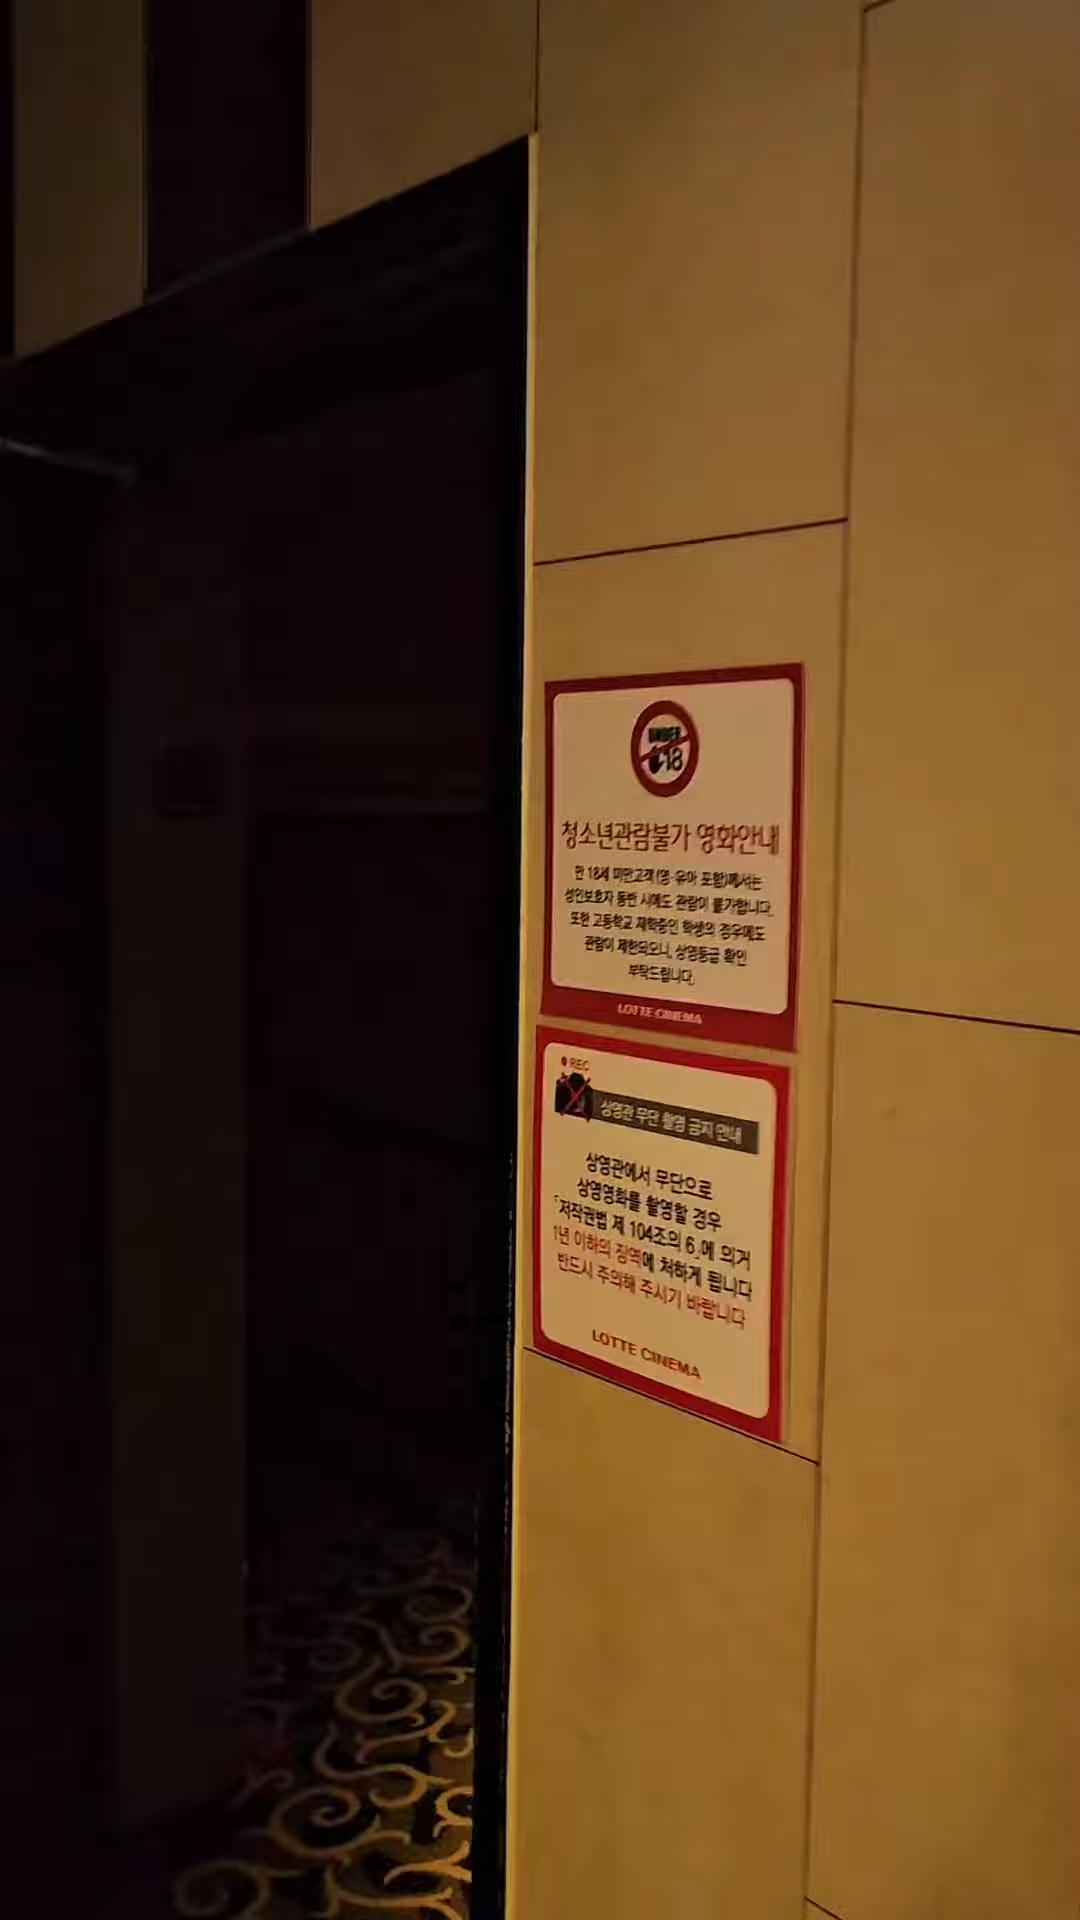 UNDER
18
청소년관람불가 영화안내
만 18세 미만고객(영·유아 포함)께서는
성인보호자 동반 시에도 관람이 불가합니다.
또한 고등학교 재학중인 학생의 경우에도
관람이 제한되오니, 상영등급 확인
부탁드립니다.
LOTTE CINEMA
REC
상영관 무단 촬영 금지 안내
상영관에서 무단으로
상영영화를 촬영할 경우
「저작권법 제 104조의 6」에 의거
1년 이하의 징역에 처하게 됩니다
반드시 주의해 주시기 바랍니다
LOTTE CINEMA